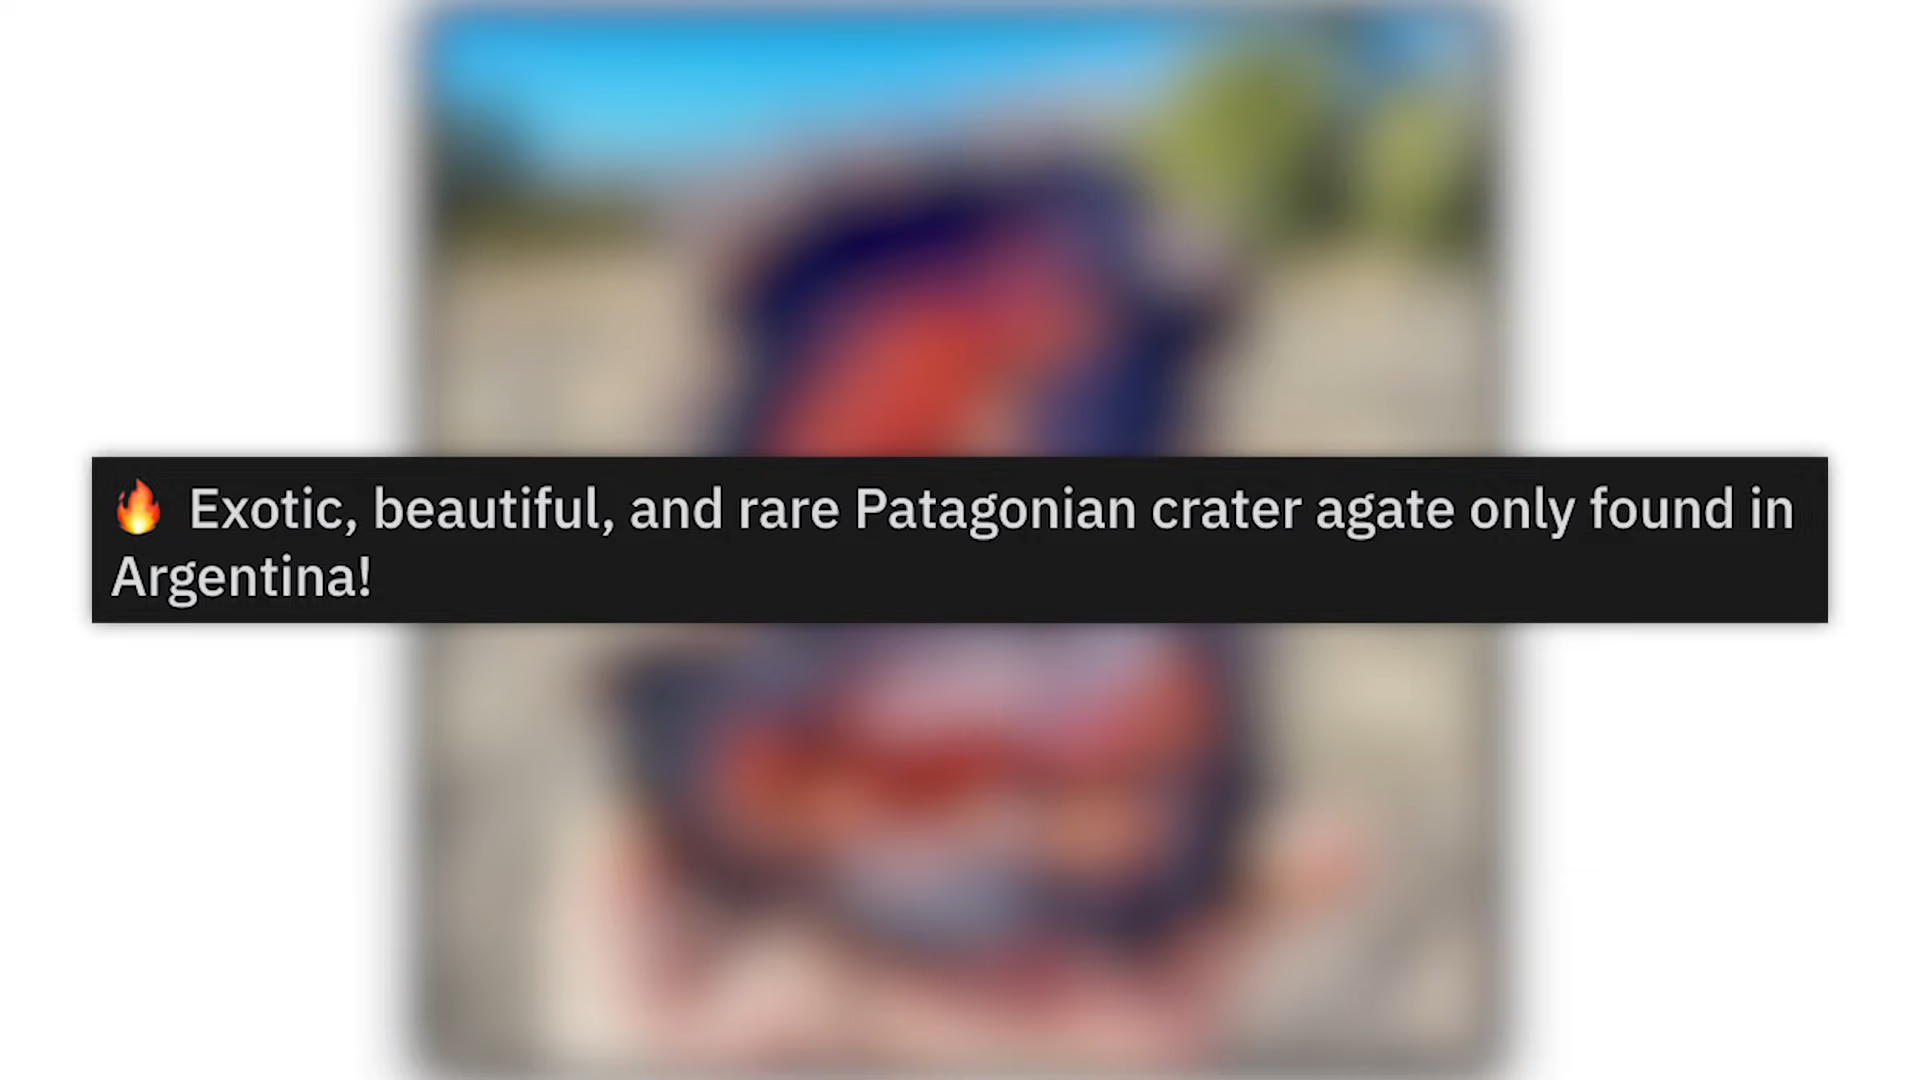 🔥 Exotic, beautiful, and rare Patagonian crater agate only found in
Argentina!